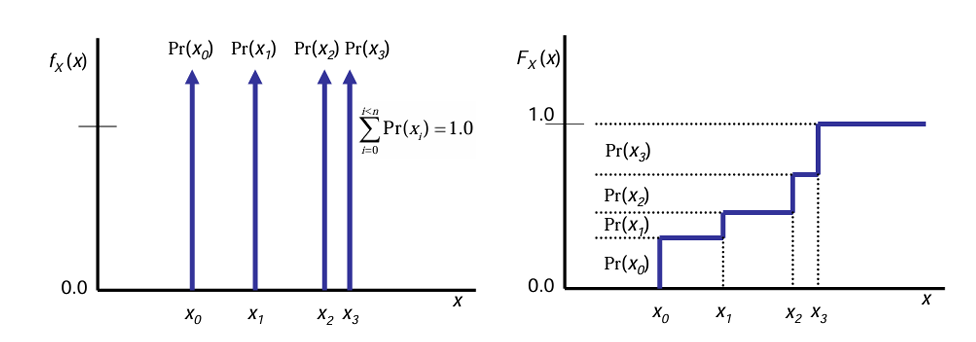 f_X(x)
Pr(x_0) Pr(x_1) Pr(x_2) Pr(x_3)
i<n
∑ Pr(x_i) = 1.0
i=0
0.0
x
x_0 x_1 x_2 x_3
F_X(x)
1.0
Pr(x_3)
Pr(x_2)
Pr(x_1)
Pr(x_0)
0.0
x
x_0 x_1 x_2 x_3